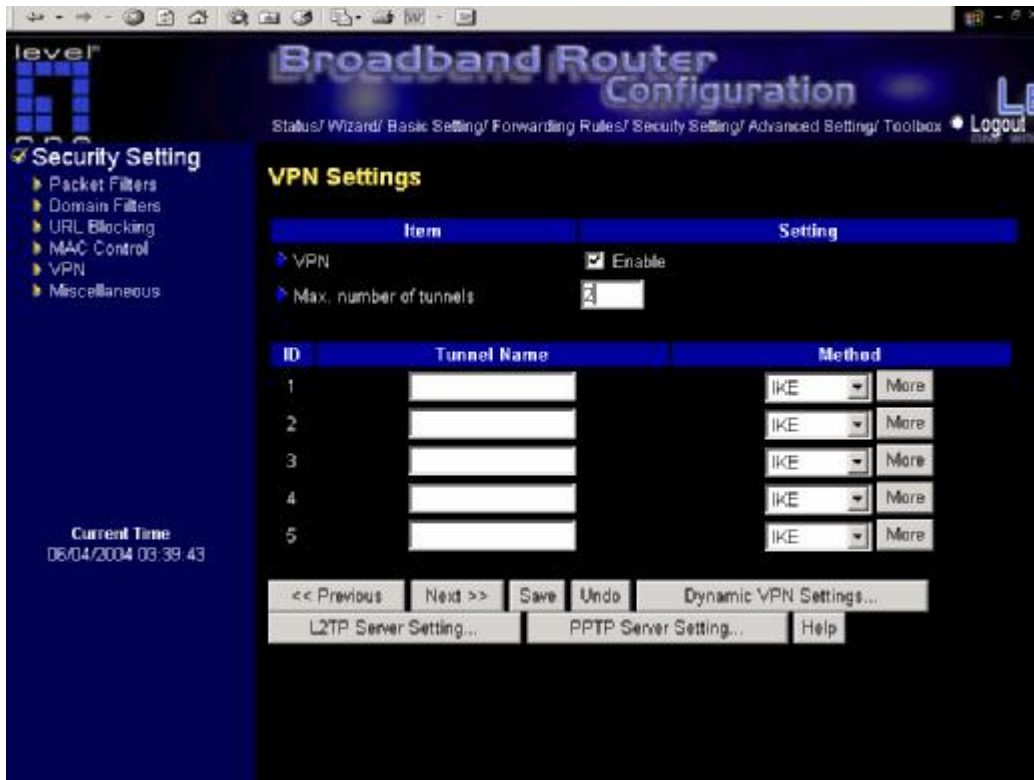 level
Broadband Router
Configuration
Status/ Wizard/ Basic Setting/ Forwarding Rules/ Security Setting/ Advanced Setting/ Toolbox
Logout
Security Setting
Packet Filters
Domain Filters
URL Blocking
MAC Control
VPN
Miscellaneous
Current Time
06/04/2004 03:39:43
VPN Settings
Item Setting
VPN Enable
Max. number of tunnels 2
ID Tunnel Name Method
1 IKE More
2 IKE More
3 IKE More
4 IKE More
5 IKE More
<< Previous Next >> Save Undo Dynamic VPN Settings...
L2TP Server Setting... PPTP Server Setting... Help